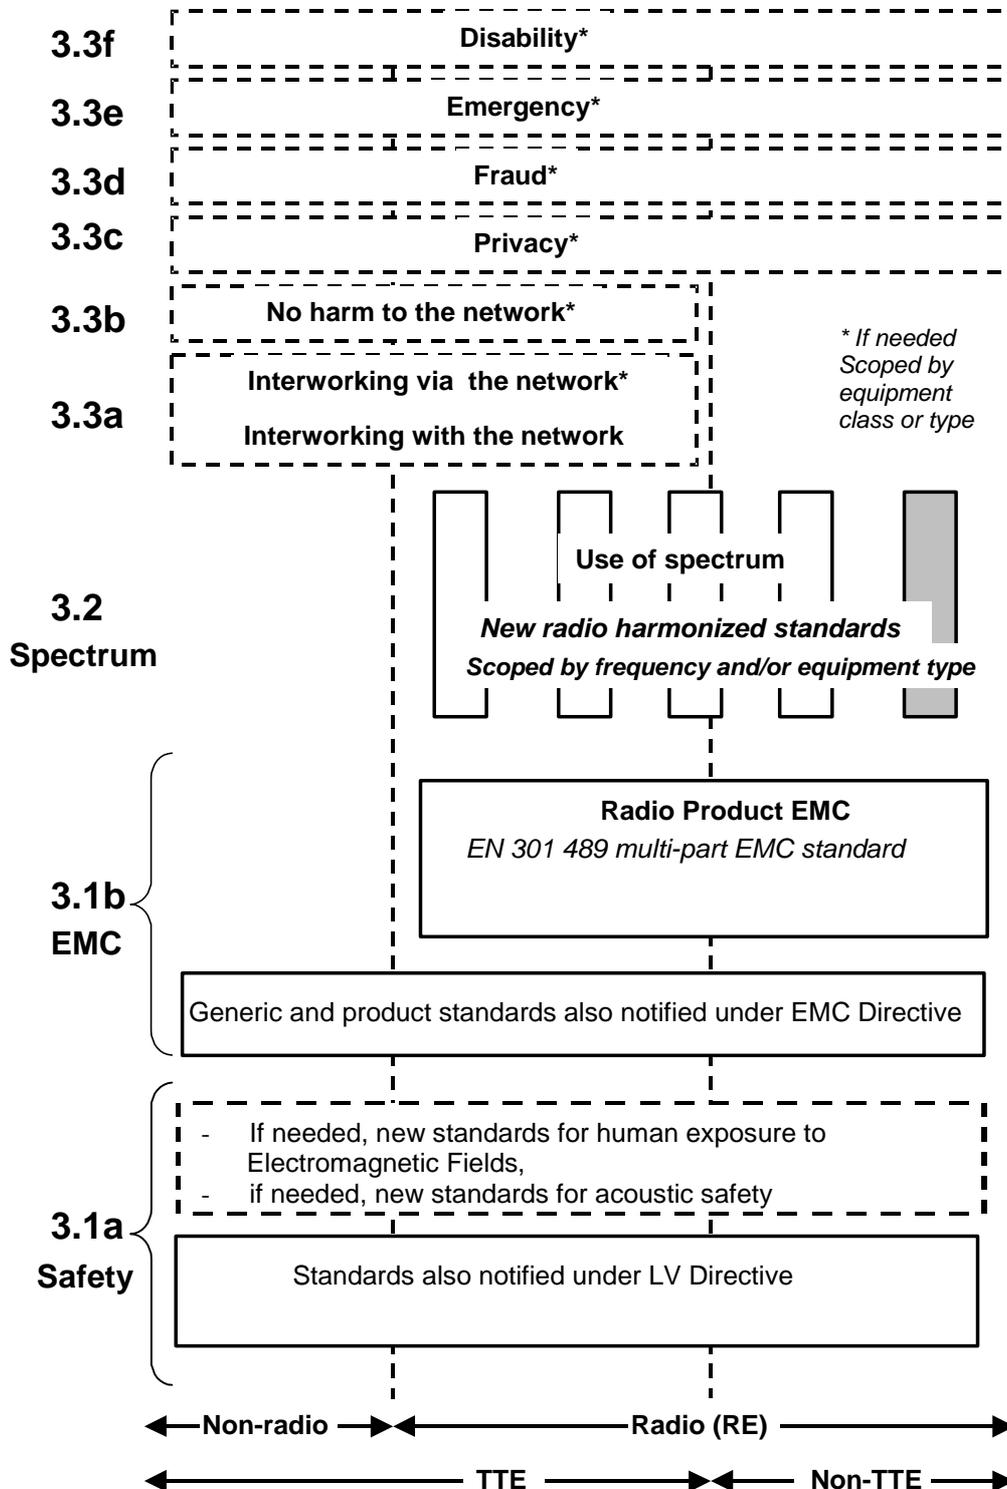 3.3f
Disability*
3.3e
Emergency*
3.3d
Fraud*
3.3c
Privacy*
3.3b
No harm to the network*
3.3a
Interworking via the network*
Interworking with the network
* If needed
Scoped by
equipment
class or type
3.2
Spectrum
Use of spectrum
New radio harmonized standards
Scoped by frequency and/or equipment type
3.1b
EMC
Radio Product EMC
EN 301 489 multi-part EMC standard
Generic and product standards also notified under EMC Directive
3.1a
Safety
- If needed, new standards for human exposure to
Electromagnetic Fields,
- if needed, new standards for acoustic safety
Standards also notified under LV Directive
Non-radio
Radio (RE)
TTE
Non-TTE